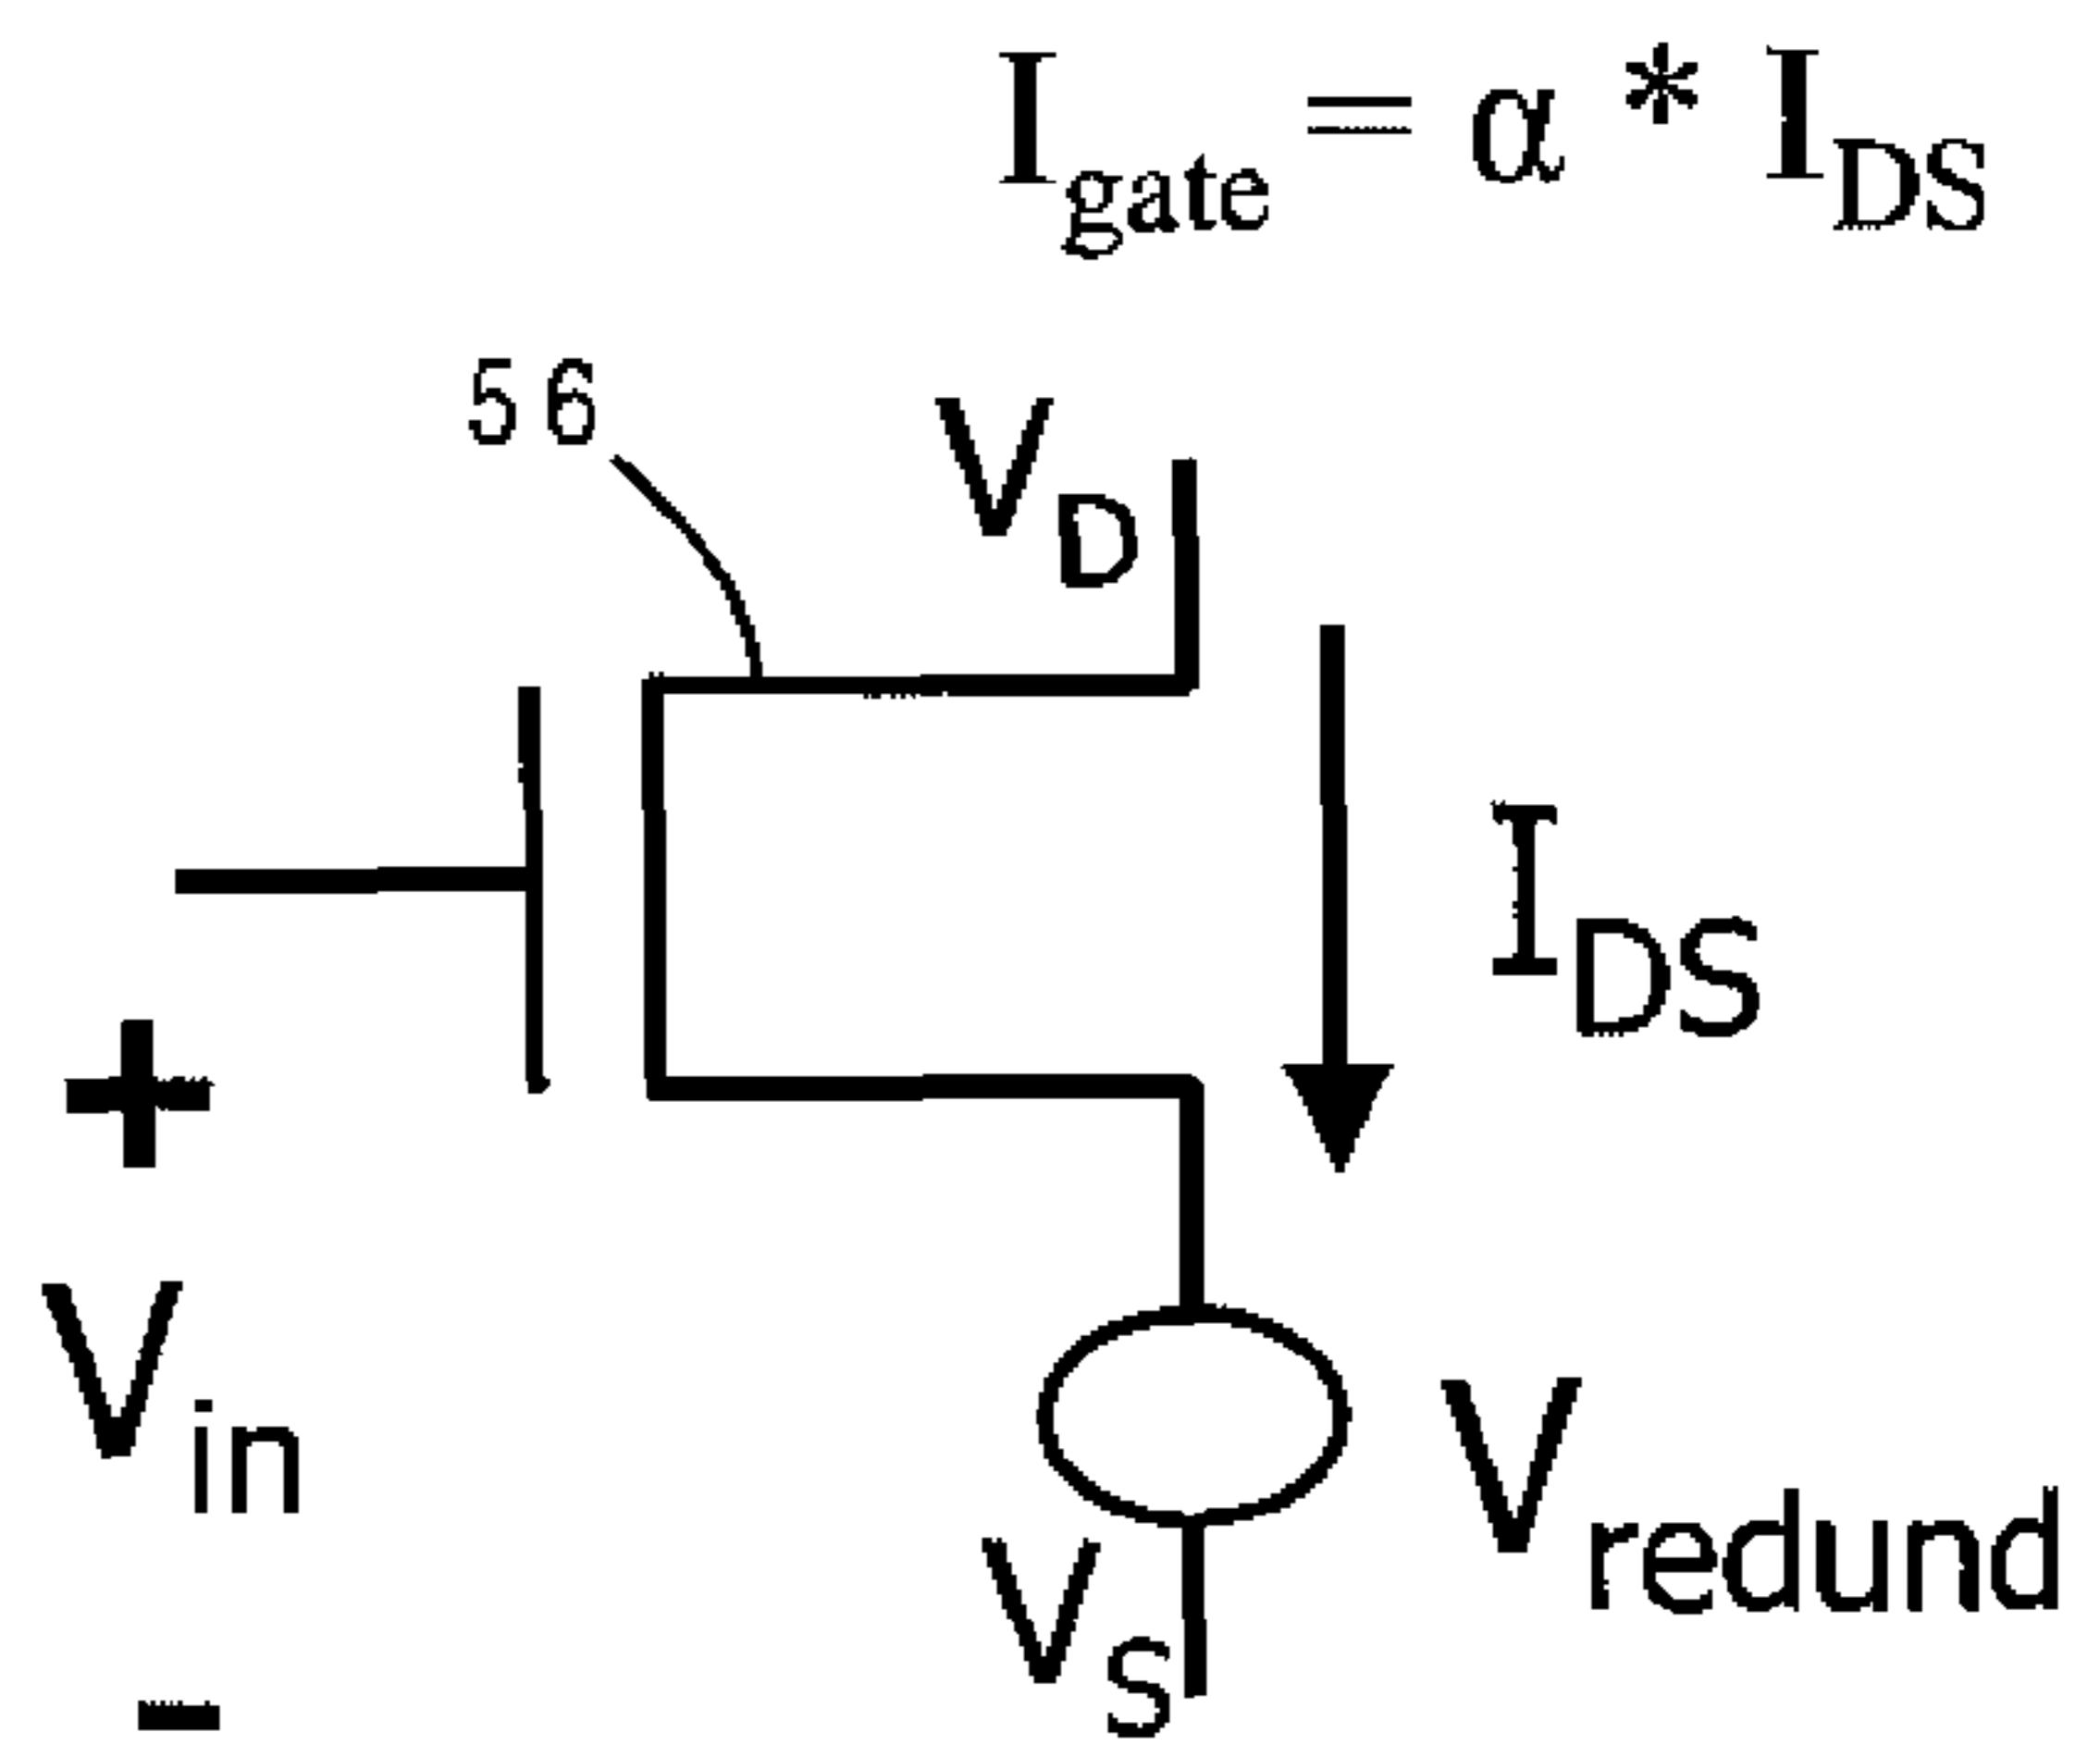 I_gate = α * I_DS
56
V_D
I_DS
+
V_in
V_redund
V_S
-